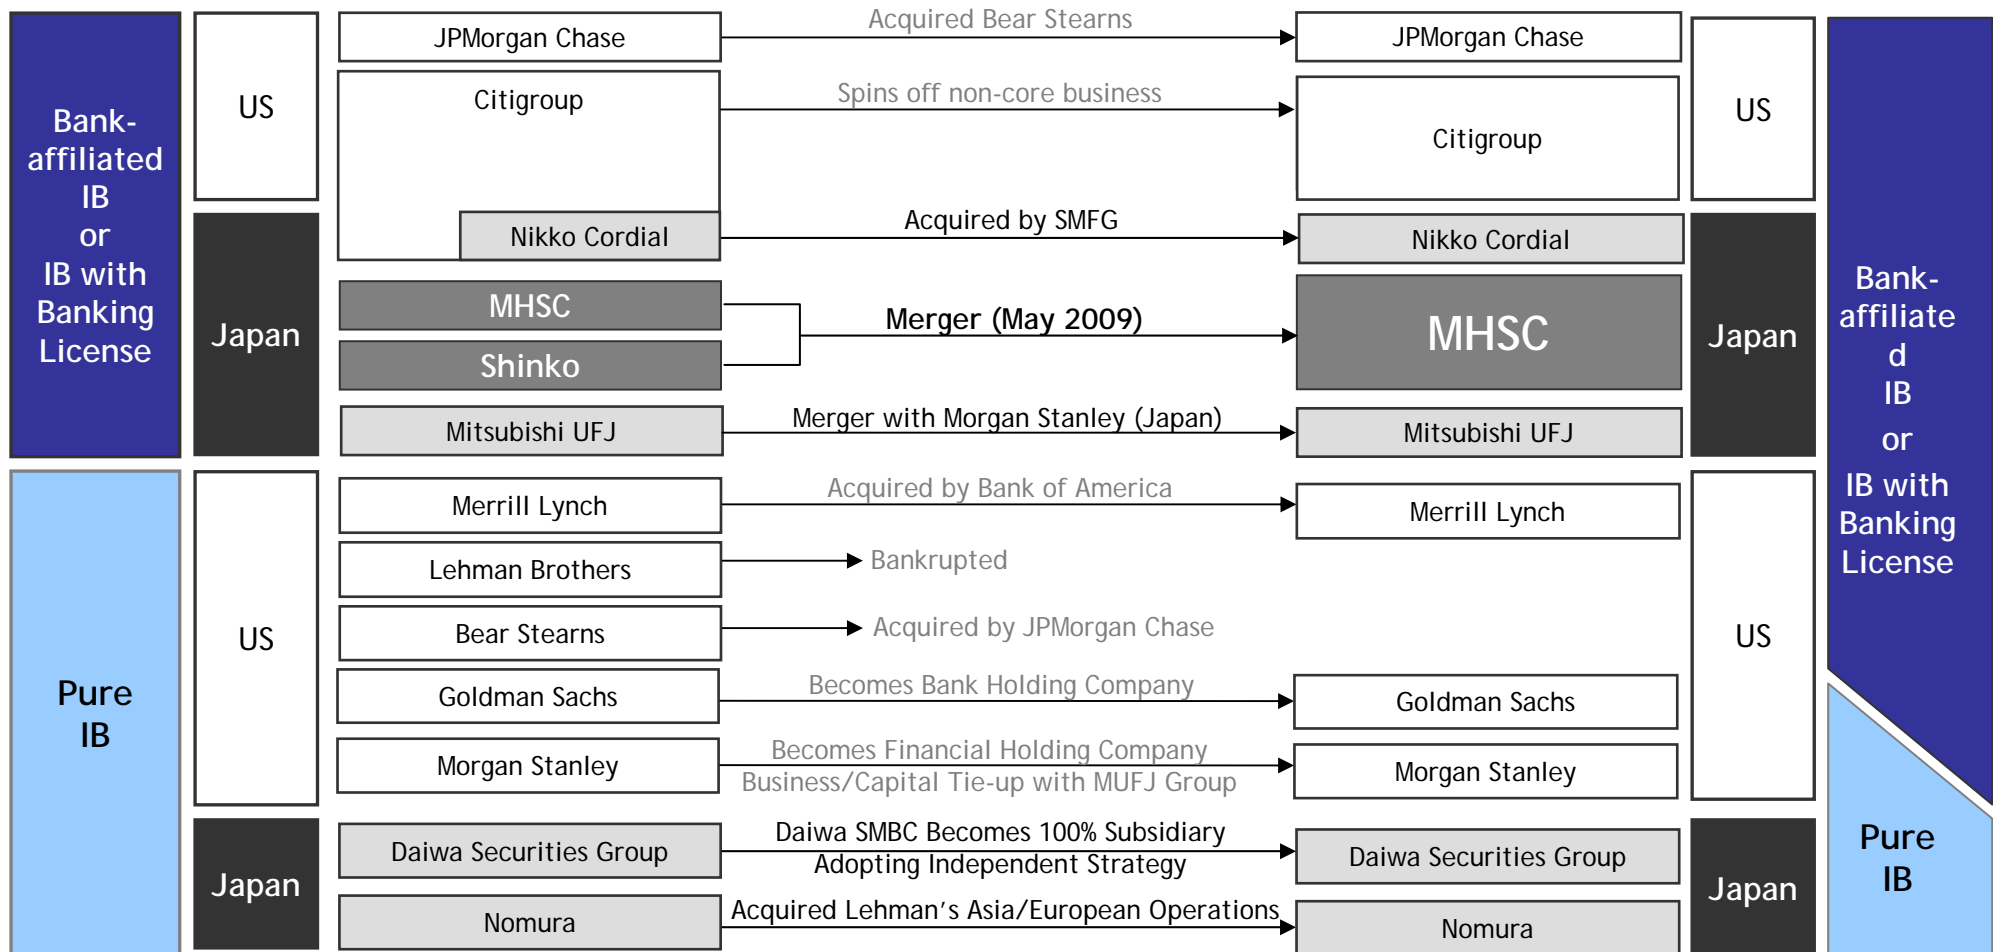 Bank-
affiliated
IB
or
IB with
Banking
License
Pure
IB
US
Japan
US
Japan
JPMorgan Chase
Acquired Bear Stearns
JPMorgan Chase
Citigroup
Spins off non-core business
Citigroup
Nikko Cordial
Acquired by SMFG
Nikko Cordial
MHSC
Shinko
Merger (May 2009)
MHSC
Mitsubishi UFJ
Merger with Morgan Stanley (Japan)
Mitsubishi UFJ
Merrill Lynch
Acquired by Bank of America
Merrill Lynch
Lehman Brothers
Bankrupted
Bear Stearns
Acquired by JPMorgan Chase
Goldman Sachs
Becomes Bank Holding Company
Goldman Sachs
Morgan Stanley
Becomes Financial Holding Company
Business/Capital Tie-up with MUFJ Group
Morgan Stanley
Daiwa Securities Group
Daiwa SMBC Becomes 100% Subsidiary
Adopting Independent Strategy
Daiwa Securities Group
Nomura
Acquired Lehman's Asia/European Operations
Nomura
US
Japan
US
Japan
Bank-
affiliate
d
IB
or
IB with
Banking
License
Pure
IB